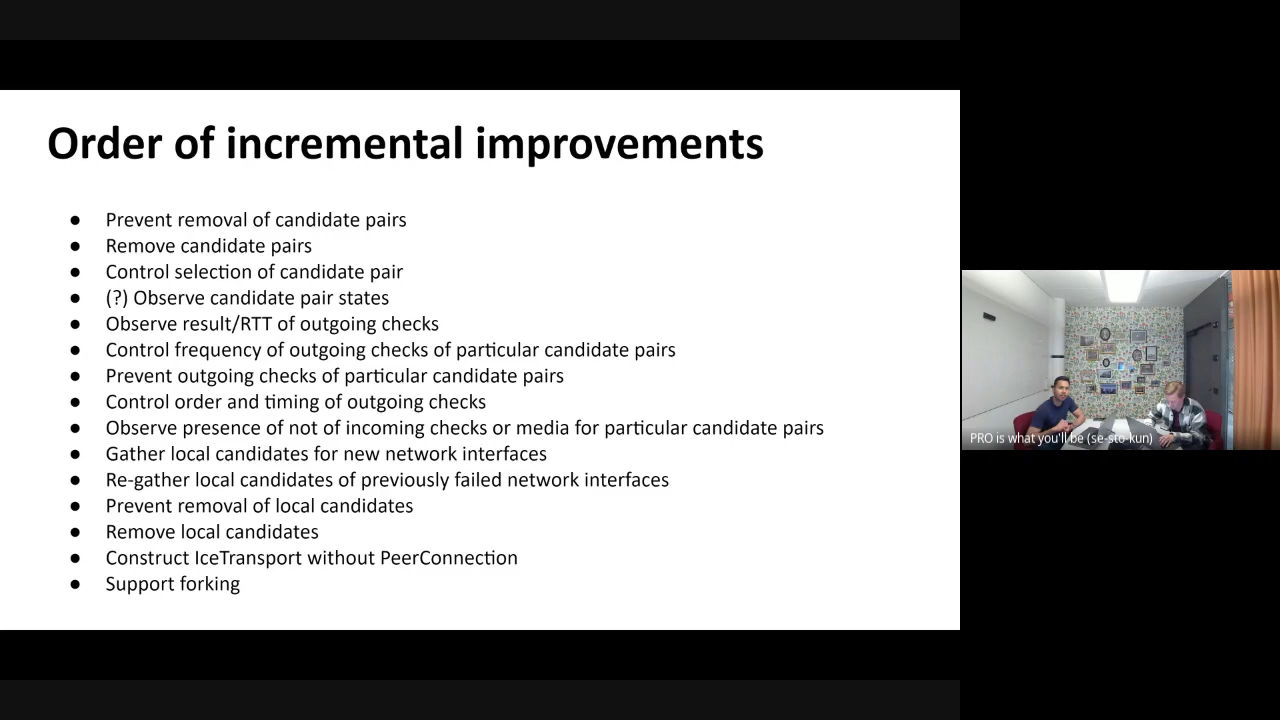 Order of incremental improvements
● Prevent removal of candidate pairs
● Remove candidate pairs
● Control selection of candidate pair
● (?) Observe candidate pair states
● Observe result/RTT of outgoing checks
● Control frequency of outgoing checks of particular candidate pairs
● Prevent outgoing checks of particular candidate pairs
● Control order and timing of outgoing checks
● Observe presence of not of incoming checks or media for particular candidate pairs
● Gather local candidates for new network interfaces
● Re-gather local candidates of previously failed network interfaces
● Prevent removal of local candidates
● Remove local candidates
● Construct IceTransport without PeerConnection
● Support forking
PRO is what you'll be (se-sto-kun)